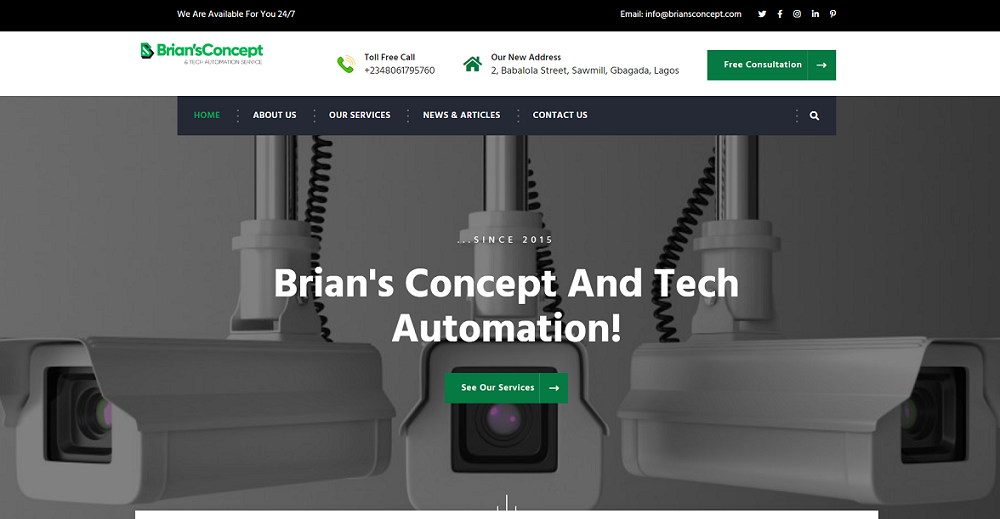 We Are Available For You 24/7
Email: info@briansconcept.com
Brian'sConcept
& TECH AUTOMATION SERVICE
Toll Free Call
+2348061795760
Our New Address
2, Babalola Street, Sawmill, Gbagada, Lagos
Free Consultation
HOME
ABOUT US
OUR SERVICES
NEWS & ARTICLES
CONTACT US
...SINCE 2015
Brian's Concept And Tech
Automation!
See Our Services